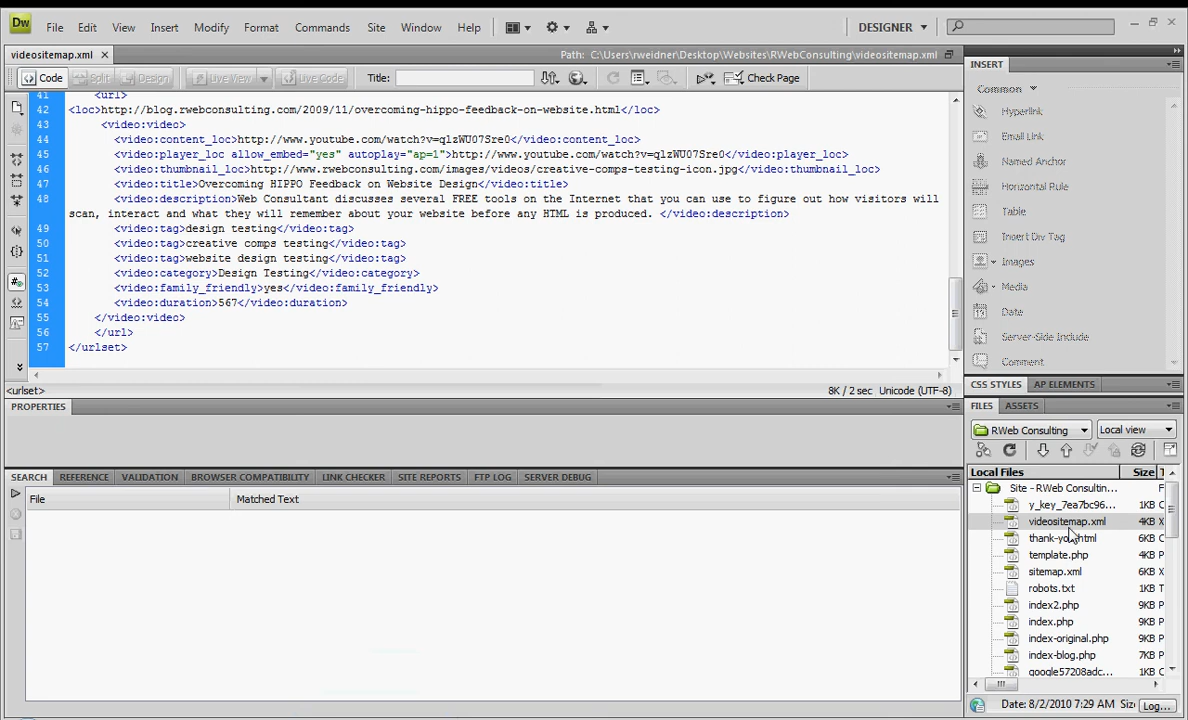 Dw File Edit View Insert Modify Format Commands Site Window Help DESIGNER
videositemap.xml × Path: C:\Users\rweidner\Desktop\Websites\RWebConsulting\videositemap.xml
Code Split Design Live View Live Code Title: Check Page
41 <url>
42 <loc>http://blog.rwebconsulting.com/2009/11/overcoming-hippo-feedback-on-website.html</loc>
43 <video:video>
44 <video:content_loc>http://www.youtube.com/watch?v=qlzWU07Sre0</video:content_loc>
45 <video:player_loc allow_embed="yes" autoplay="ap=1">http://www.youtube.com/watch?v=qlzWU07Sre0</video:player_loc>
46 <video:thumbnail_loc>http://www.rwebconsulting.com/images/videos/creative-comps-testing-icon.jpg</video:thumbnail_loc>
47 <video:title>Overcoming HIPPO Feedback on Website Design</video:title>
48 <video:description>Web Consultant discusses several FREE tools on the Internet that you can use to figure out how visitors will
scan, interact and what they will remember about your website before any HTML is produced. </video:description>
49 <video:tag>design testing</video:tag>
50 <video:tag>creative comps testing</video:tag>
51 <video:tag>website design testing</video:tag>
52 <video:category>Design Testing</video:category>
53 <video:family_friendly>yes</video:family_friendly>
54 <video:duration>567</video:duration>
55 </video:video>
56 </url>
57 </urlset>
<urlset> 8K / 2 sec Unicode (UTF-8)
PROPERTIES
SEARCH REFERENCE VALIDATION BROWSER COMPATIBILITY LINK CHECKER SITE REPORTS FTP LOG SERVER DEBUG
File Matched Text
INSERT
Common
Hyperlink
Email Link
Named Anchor
Horizontal Rule
Table
Insert Div Tag
Images
Media
Date
Server-Side Include
Comment
CSS STYLES AP ELEMENTS
FILES ASSETS
RWeb Consulting Local view
Local Files Size T
Site - RWeb Consultin... F
y_key_7ea7bc96... 1KB C
videositemap.xml 4KB X
thank-you.html 6KB C
template.php 4KB P
sitemap.xml 6KB X
robots.txt 1KB T
index2.php 9KB P
index.php 9KB P
index-original.php 9KB P
index-blog.php 7KB P
google57208adc... 1KB C
Date: 8/2/2010 7:29 AM Siz Log...